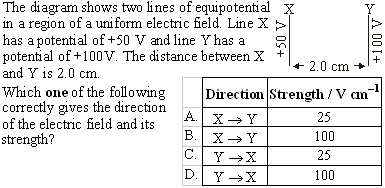 The diagram shows two lines of equipotential
in a region of a uniform electric field. Line X
has a potential of +50 V and line Y has a
potential of +100V. The distance between X
and Y is 2.0 cm.
Which one of the following
correctly gives the direction
of the electric field and its
strength?
X Y
+50 V
+100 V
2.0 cm
Direction Strength / V cm⁻¹
A. X → Y 25
B. X → Y 100
C. Y → X 25
D. Y → X 100